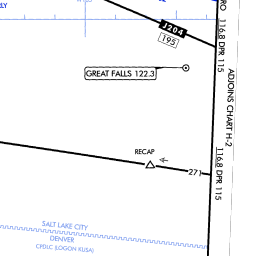 LY
J204
195
GREAT FALLS 122.3
RO
116.8 DPR 115
ADJOINS CHART H-2
116.8 DPR 115
RECAP
271
SALT LAKE CITY
DENVER
CPDLC (LOGON KUSA)